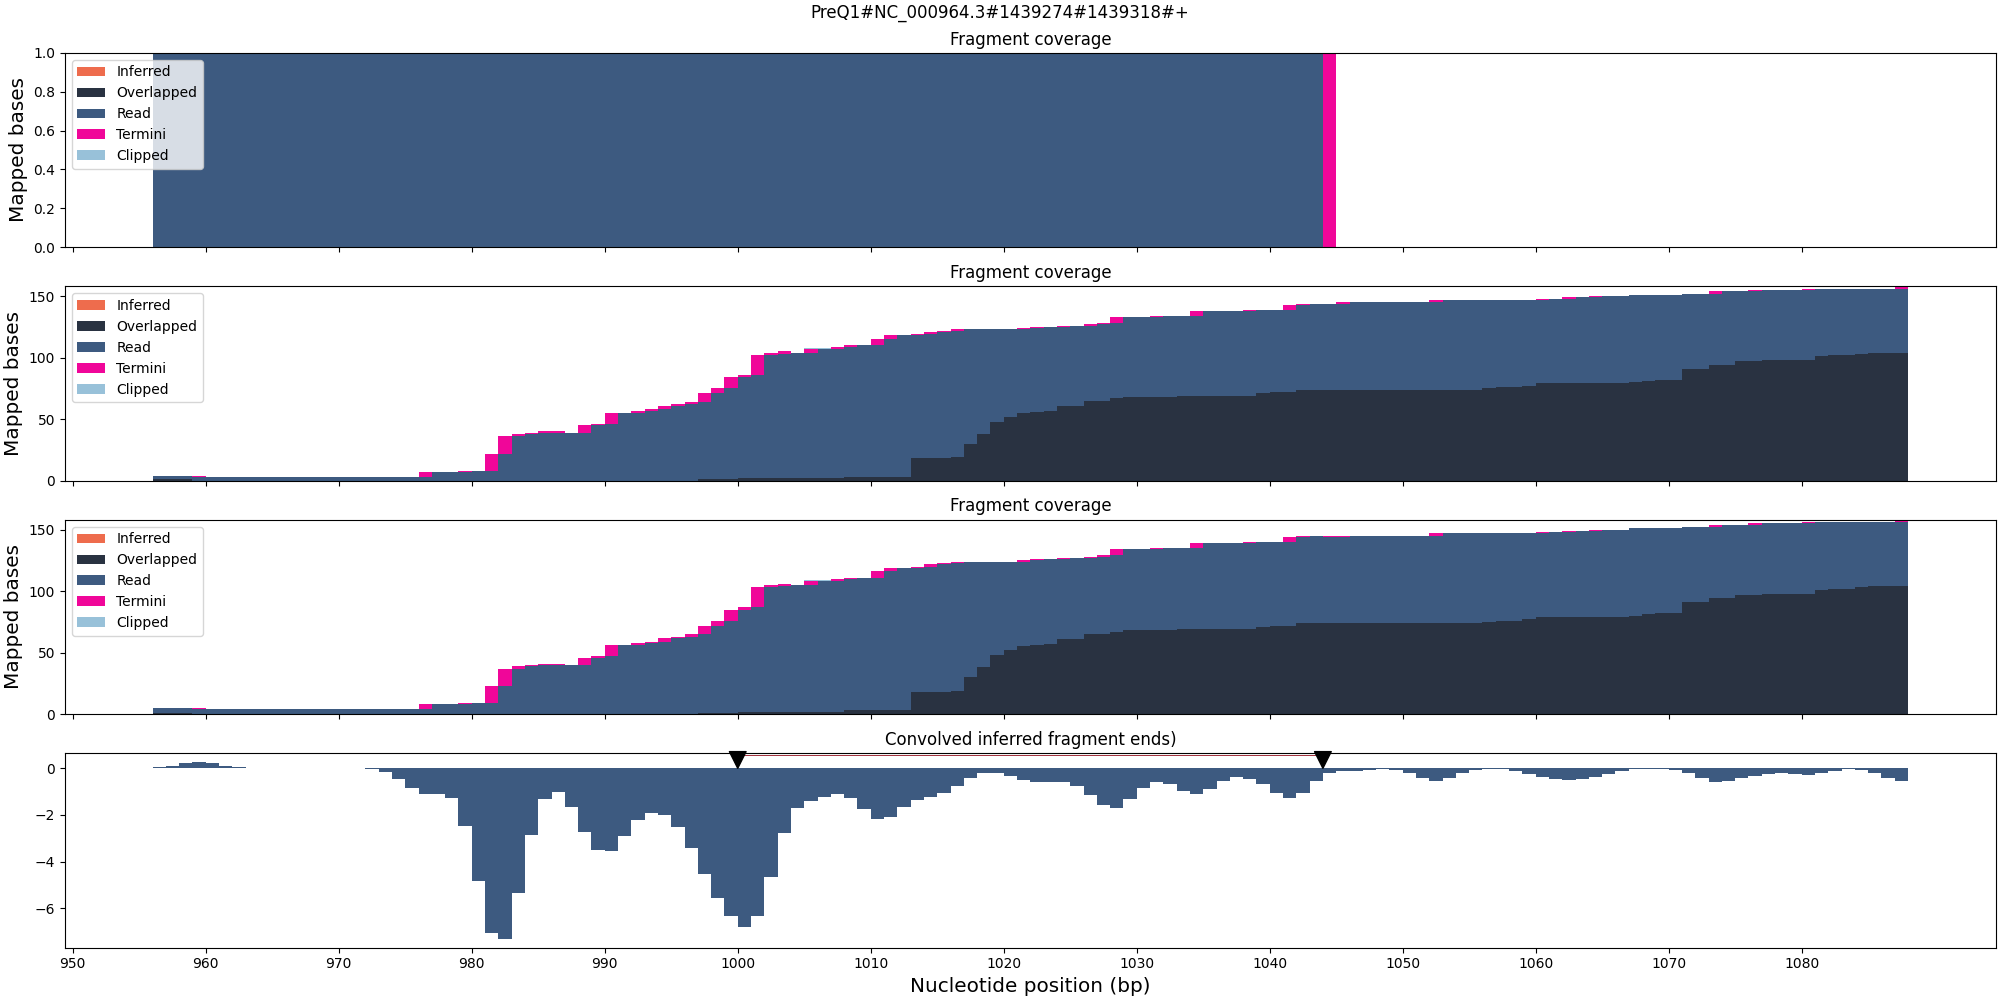 PreQ1#NC_000964.3#1439274#1439318#+
Fragment coverage
Mapped bases
1.0
0.8
0.6
0.4
0.2
0.0
Inferred
Overlapped
Read
Termini
Clipped
Fragment coverage
Mapped bases
150
100
50
0
Inferred
Overlapped
Read
Termini
Clipped
Fragment coverage
Mapped bases
150
100
50
0
Inferred
Overlapped
Read
Termini
Clipped
Convolved inferred fragment ends)
0
−2
−4
−6
950 960 970 980 990 1000 1010 1020 1030 1040 1050 1060 1070 1080
Nucleotide position (bp)